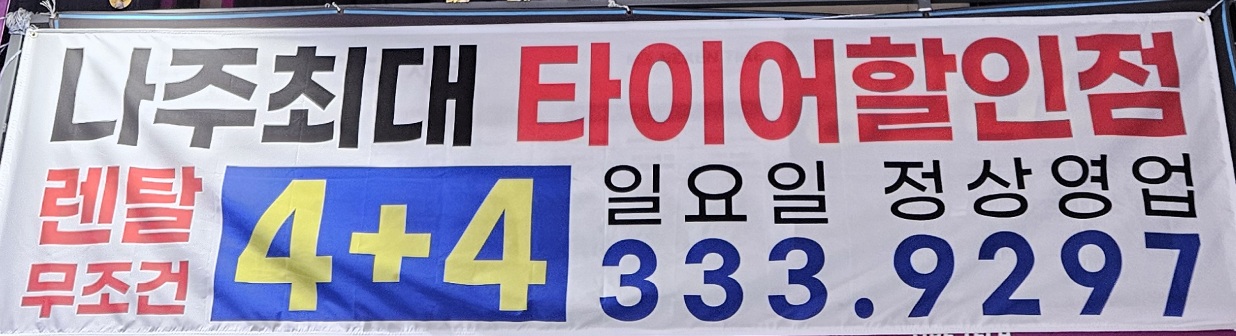 나주최대 타이어할인점
렌탈
무조건
4+4
일요일 정상영업
333.9297